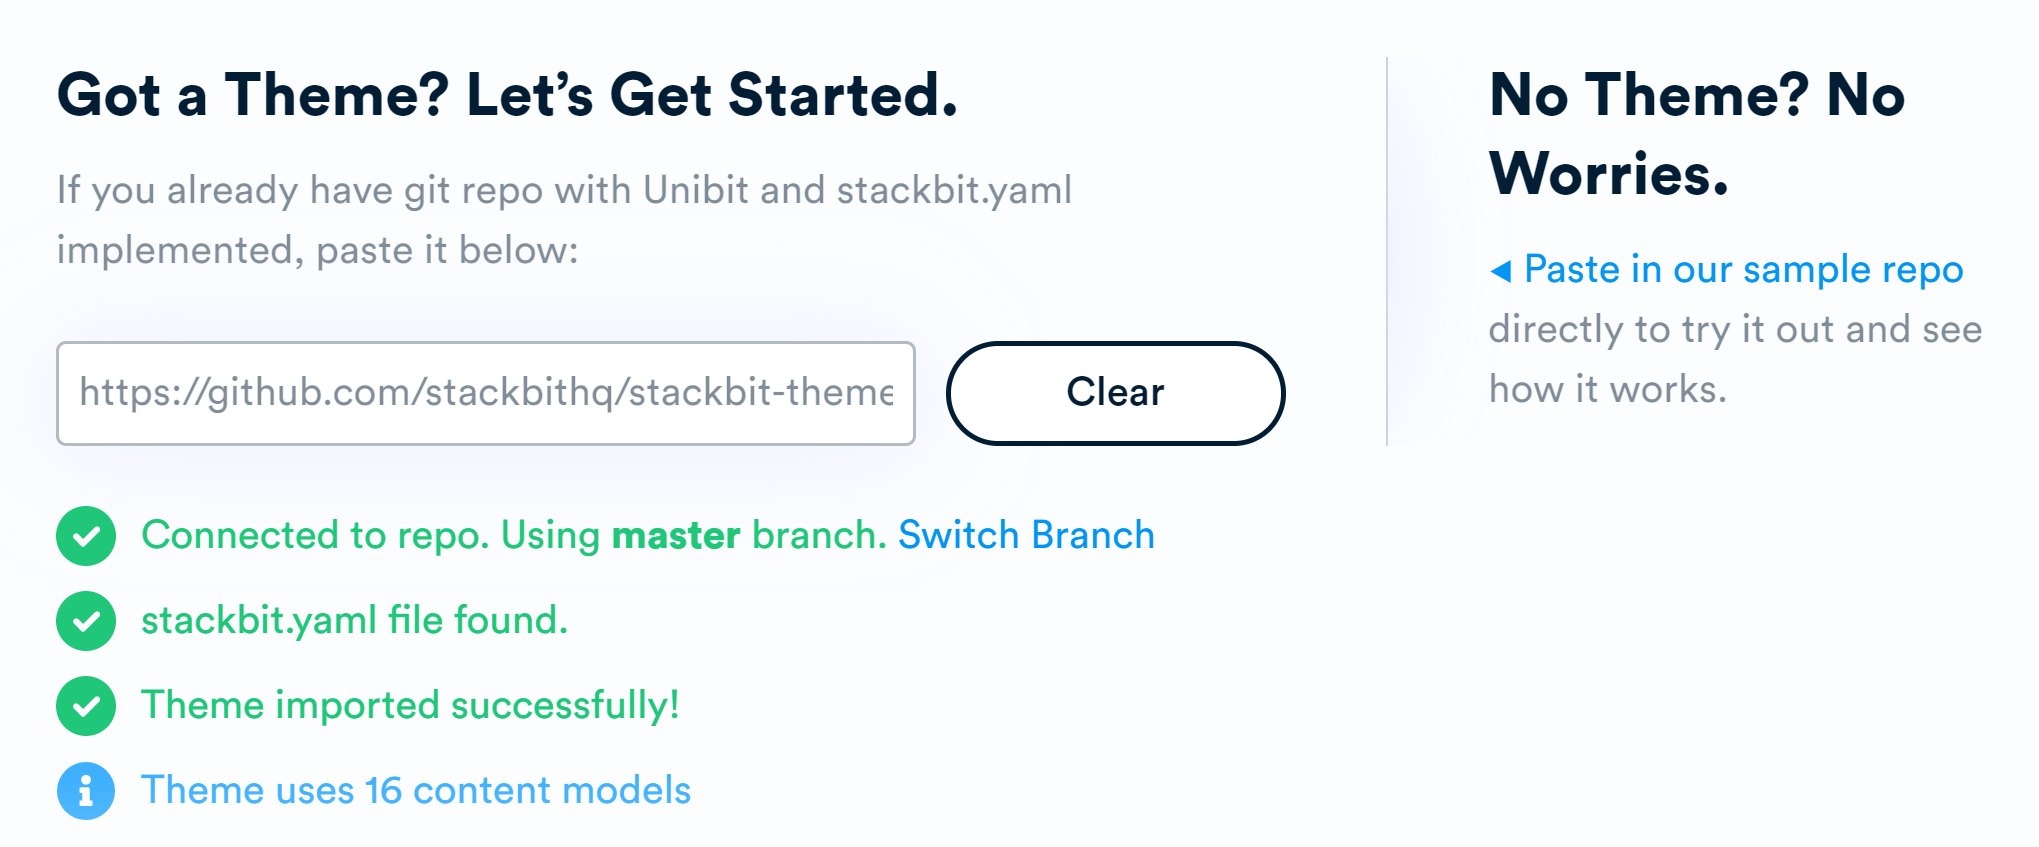 Got a Theme? Let’s Get Started.
If you already have git repo with Unibit and stackbit.yaml
implemented, paste it below:
https://github.com/stackbithq/stackbit-theme
Clear
Connected to repo. Using master branch. Switch Branch
stackbit.yaml file found.
Theme imported successfully!
Theme uses 16 content models
No Theme? No
Worries.
◀ Paste in our sample repo
directly to try it out and see
how it works.